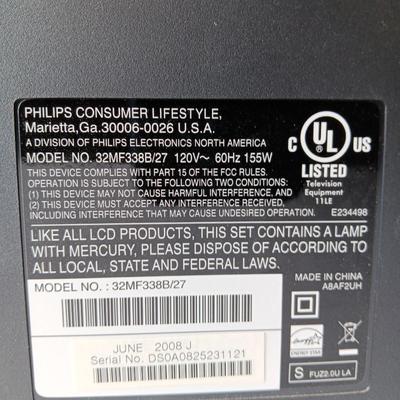 PHILIPS CONSUMER LIFESTYLE,
Marietta,Ga.30006-0026 U.S.A.
A DIVISION OF PHILIPS ELECTRONICS NORTH AMERICA
MODEL NO. 32MF338B/27 120V~ 60Hz 155W
THIS DEVICE COMPLIES WITH PART 15 OF THE FCC RULES.
OPERATION IS SUBJECT TO THE FOLLOWING TWO CONDITIONS:
(1) THIS DEVICE MAY NOT CAUSE HARMFUL INTERFERENCE, AND
(2) THIS DEVICE MUST ACCEPT ANY INTERFERENCE RECEIVED,
INCLUDING INTERFERENCE THAT MAY CAUSE UNDESIRED OPERATION.
C UL US
LISTED
Television
Equipment
11LE
E234498
LIKE ALL LCD PRODUCTS, THIS SET CONTAINS A LAMP
WITH MERCURY, PLEASE DISPOSE OF ACCORDING TO
ALL LOCAL, STATE AND FEDERAL LAWS.
MODEL NO. : 32MF338B/27
MADE IN CHINA
A8AF2UH
JUNE 2008 J
Serial No. DS0A0825231121
ENERGY STAR
S FUZ2.0U LA